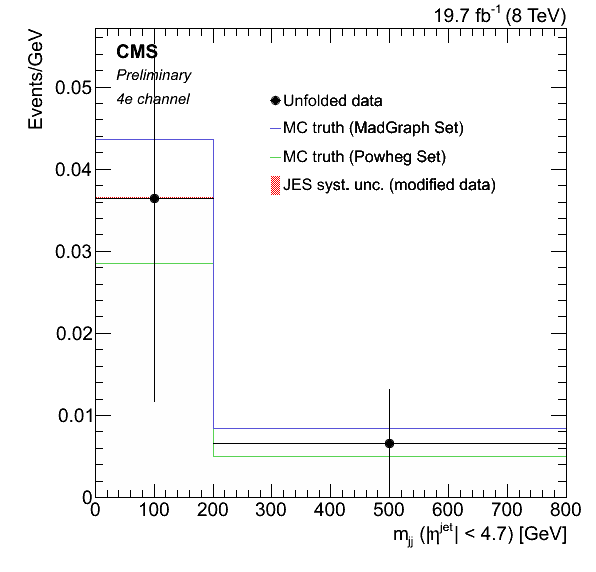 19.7 fb⁻¹ (8 TeV)
Events/GeV
CMS
Preliminary
4e channel
Unfolded data
MC truth (MadGraph Set)
MC truth (Powheg Set)
JES syst. unc. (modified data)
0.05
0.04
0.03
0.02
0.01
0
0 100 200 300 400 500 600 700 800
m_jj (|η^jet| < 4.7) [GeV]